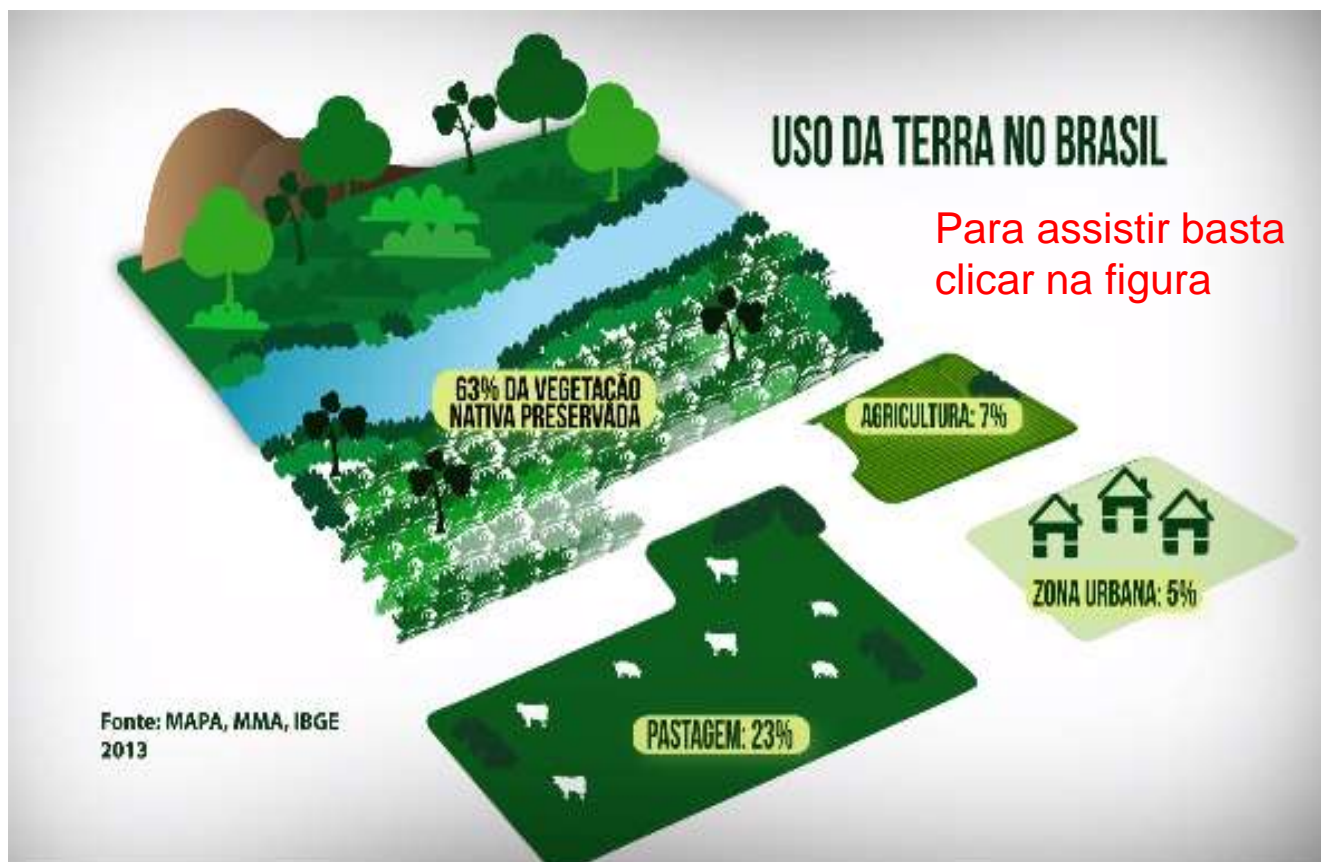 USO DA TERRA NO BRASIL
Para assistir basta
clicar na figura
63% DA VEGETAÇÃO
NATIVA PRESERVADA
AGRICULTURA: 7%
ZONA URBANA: 5%
PASTAGEM: 23%
Fonte: MAPA, MMA, IBGE
2013